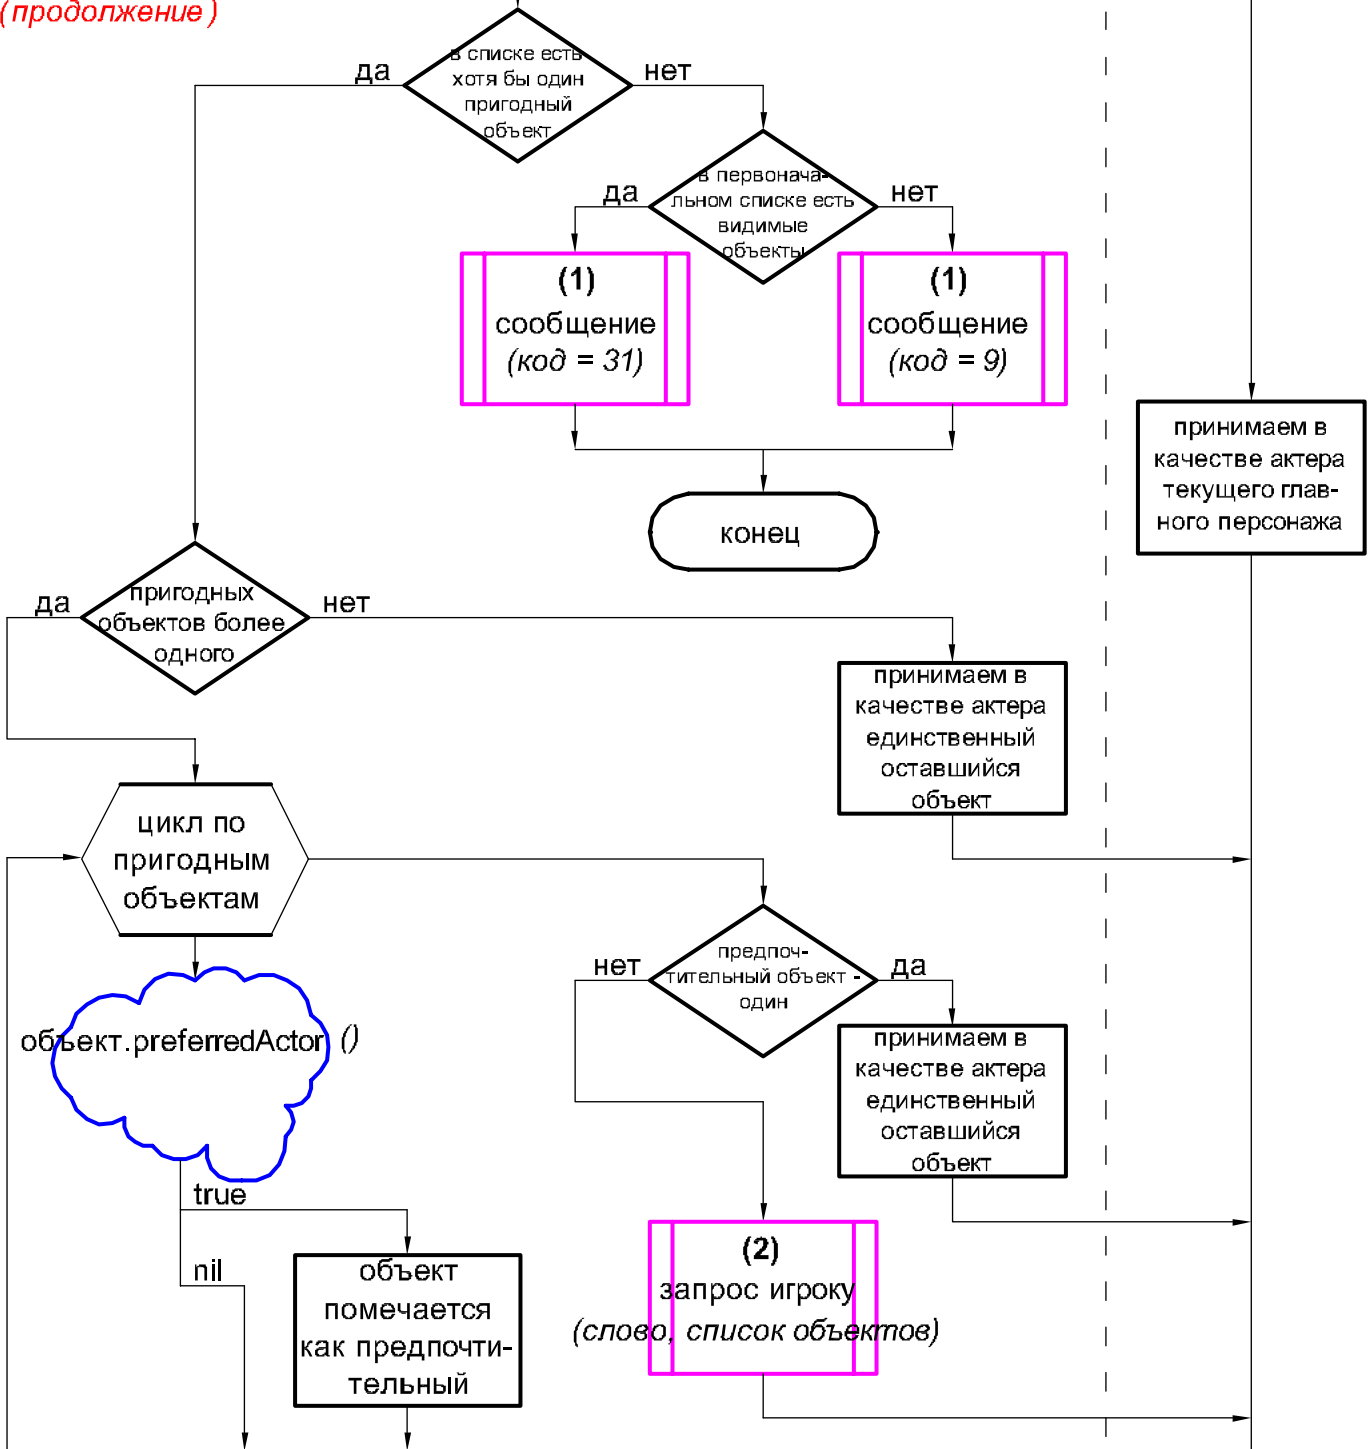 (продолжение)
в списке есть
хотя бы один
пригодный
объект
да
нет
в первонача-
льном списке есть
видимые
объекты
да
нет
(1)
сообщение
(код = 31)
(1)
сообщение
(код = 9)
конец
принимаем в
качестве актера
текущего глав-
ного персонажа
пригодных
объектов более
одного
да
нет
принимаем в
качестве актера
единственный
оставшийся
объект
цикл по
пригодным
объектам
предпоч-
тительный объект -
один
нет
да
принимаем в
качестве актера
единственный
оставшийся
объект
объект.preferredActor ()
true
nil
объект
помечается
как предпочти-
тельный
(2)
запрос игроку
(слово, список объектов)